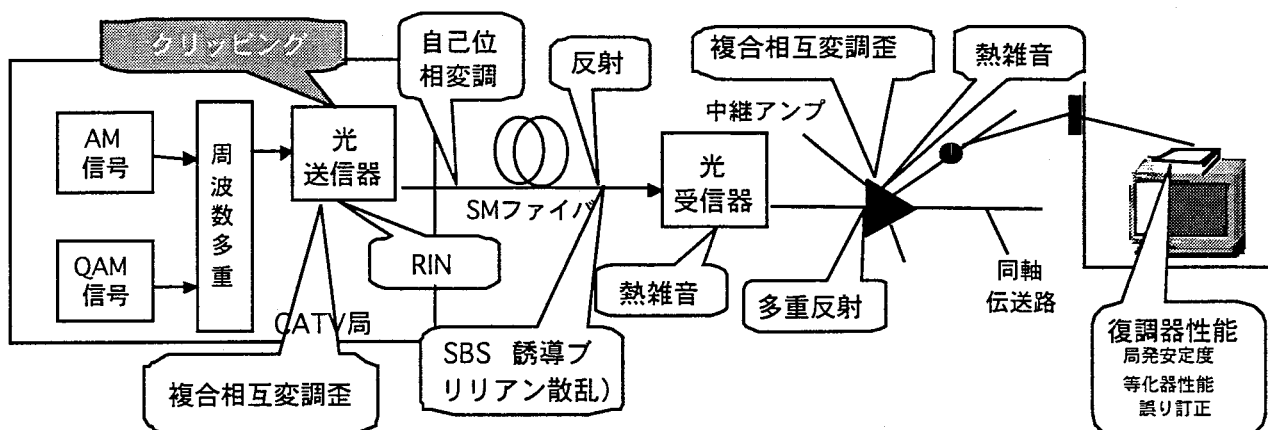 クリッピング
自己位
相変調
反射
複合相互変調歪
熱雑音
中継アンプ
AM
信号
周波数多重
光
送信器
光
受信器
SMファイバ
QAM
信号
RIN
熱雑音
多重反射
同軸
伝送路
CATV局
複合相互変調歪
SBS 誘導ブ
リリアン散乱)
復調器性能
局発安定度
等化器性能
誤り訂正